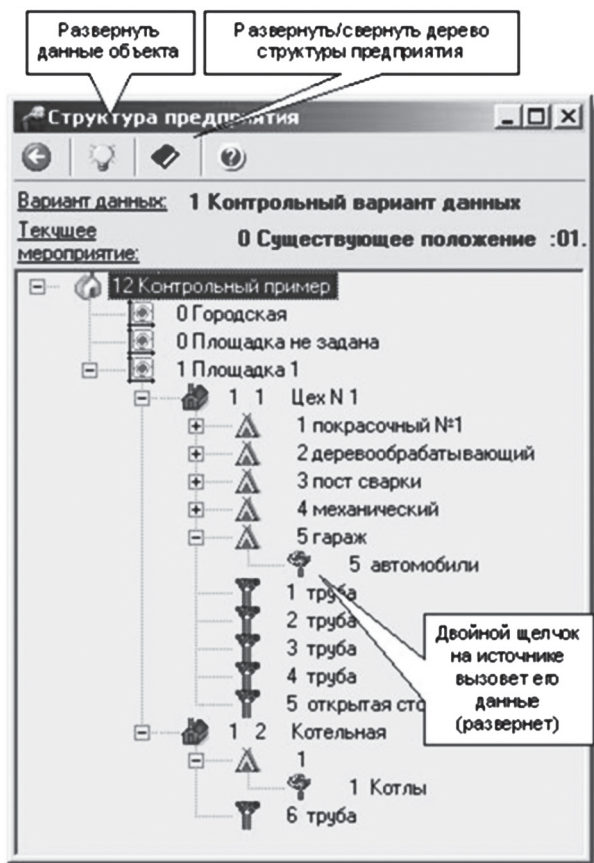 Развернуть
данные объекта
Развернуть/свернуть дерево
структуры предприятия
Структура предприятия
Вариант данных: 1 Контрольный вариант данных
Текущее
мероприятие: 0 Существующее положение :01.
12 Контрольный пример
0 Городская
0 Площадка не задана
1 Площадка 1
1 1 Цех N 1
1 покрасочный №1
2 деревообрабатывающий
3 пост сварки
4 механический
5 гараж
5 автомобили
1 труба
2 труба
3 труба
4 труба
5 открытая сто
Двойной щелчок
на источнике
вызовет его
данные
(развернет)
1 2 Котельная
1
1 Котлы
6 труба